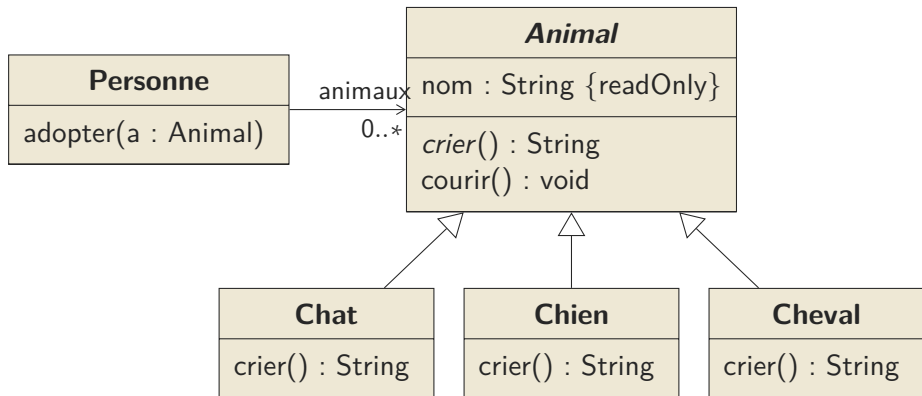 Personne
adopter(a : Animal)
animaux
0..*
Animal
nom : String {readOnly}
crier() : String
courir() : void
Chat
crier() : String
Chien
crier() : String
Cheval
crier() : String